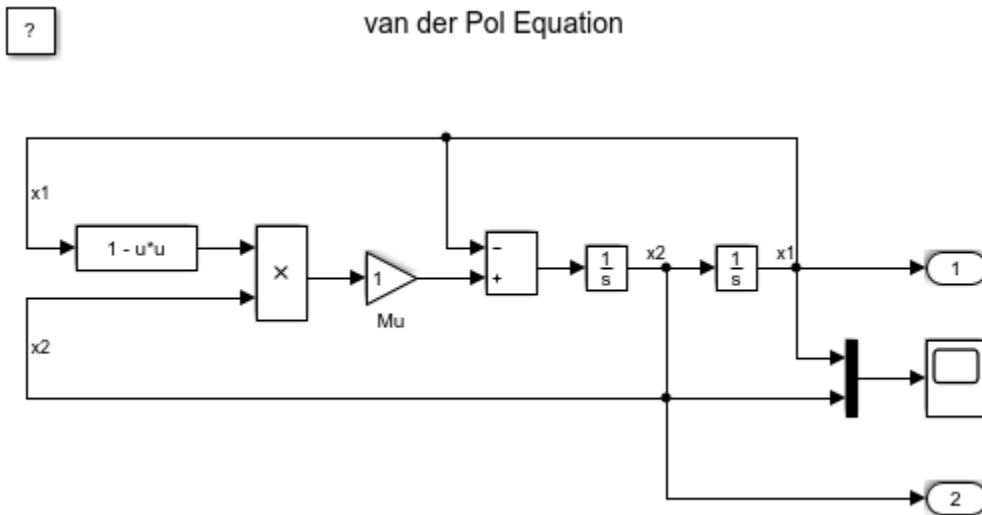 ?
van der Pol Equation
x1
1 - u*u
×
1
Mu
x2
−
+
1
s
x2
1
s
x1
1
2